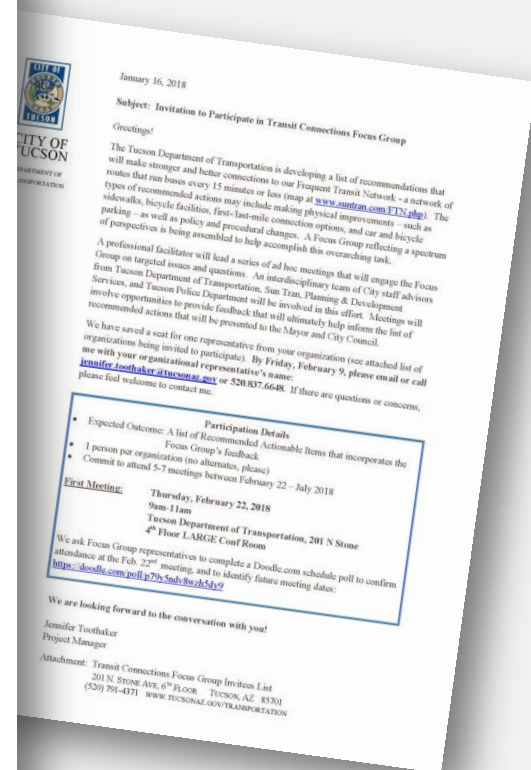 CITY OF
TUCSON
CITY OF
TUCSON
DEPARTMENT OF
TRANSPORTATION
January 16, 2018
Subject: Invitation to Participate in Transit Connections Focus Group
Greetings!
The Tucson Department of Transportation is developing a list of recommendations that
will make stronger and better connections to our Frequent Transit Network - a network of
routes that run buses every 15 minutes or less (map at www.suntran.com/FTN.php). The
types of recommended actions may include making physical improvements – such as
sidewalks, bicycle facilities, first-/last-mile connection options, and car and bicycle
parking – as well as policy and procedural changes. A Focus Group reflecting a spectrum
of perspectives is being assembled to help accomplish this overarching task.
A professional facilitator will lead a series of ad hoc meetings that will engage the Focus
Group on targeted issues and questions. An interdisciplinary team of City staff advisors
from Tucson Department of Transportation, Sun Tran, Planning & Development
Services, and Tucson Police Department will be involved in this effort. Meetings will
involve opportunities to provide feedback that will ultimately help inform the list of
recommended actions that will be presented to the Mayor and City Council.
We have saved a seat for one representative from your organization (see attached list of
organizations being invited to participate). By Friday, February 9, please email or call
me with your organizational representative's name:
jennifer.toothaker@tucsonaz.gov or 520.837.6648. If there are questions or concerns,
please feel welcome to contact me.
Participation Details
• Expected Outcome: A list of Recommended Actionable Items that incorporates the
Focus Group's feedback
• 1 person per organization (no alternates, please)
• Commit to attend 5-7 meetings between February 22 – July 2018
First Meeting:
Thursday, February 22, 2018
9am-11am
Tucson Department of Transportation, 201 N Stone
4th Floor LARGE Conf Room
We ask Focus Group representatives to complete a Doodle.com schedule poll to confirm
attendance at the Feb. 22nd meeting, and to identify future meeting dates:
https://doodle.com/poll/p79y5ndy8wzh5dy9
We are looking forward to the conversation with you!
Jennifer Toothaker
Project Manager
Attachment: Transit Connections Focus Group Invitees List
201 N. STONE AVE, 6TH FLOOR TUCSON, AZ 85701
(520) 791-4371 WWW.TUCSONAZ.GOV/TRANSPORTATION